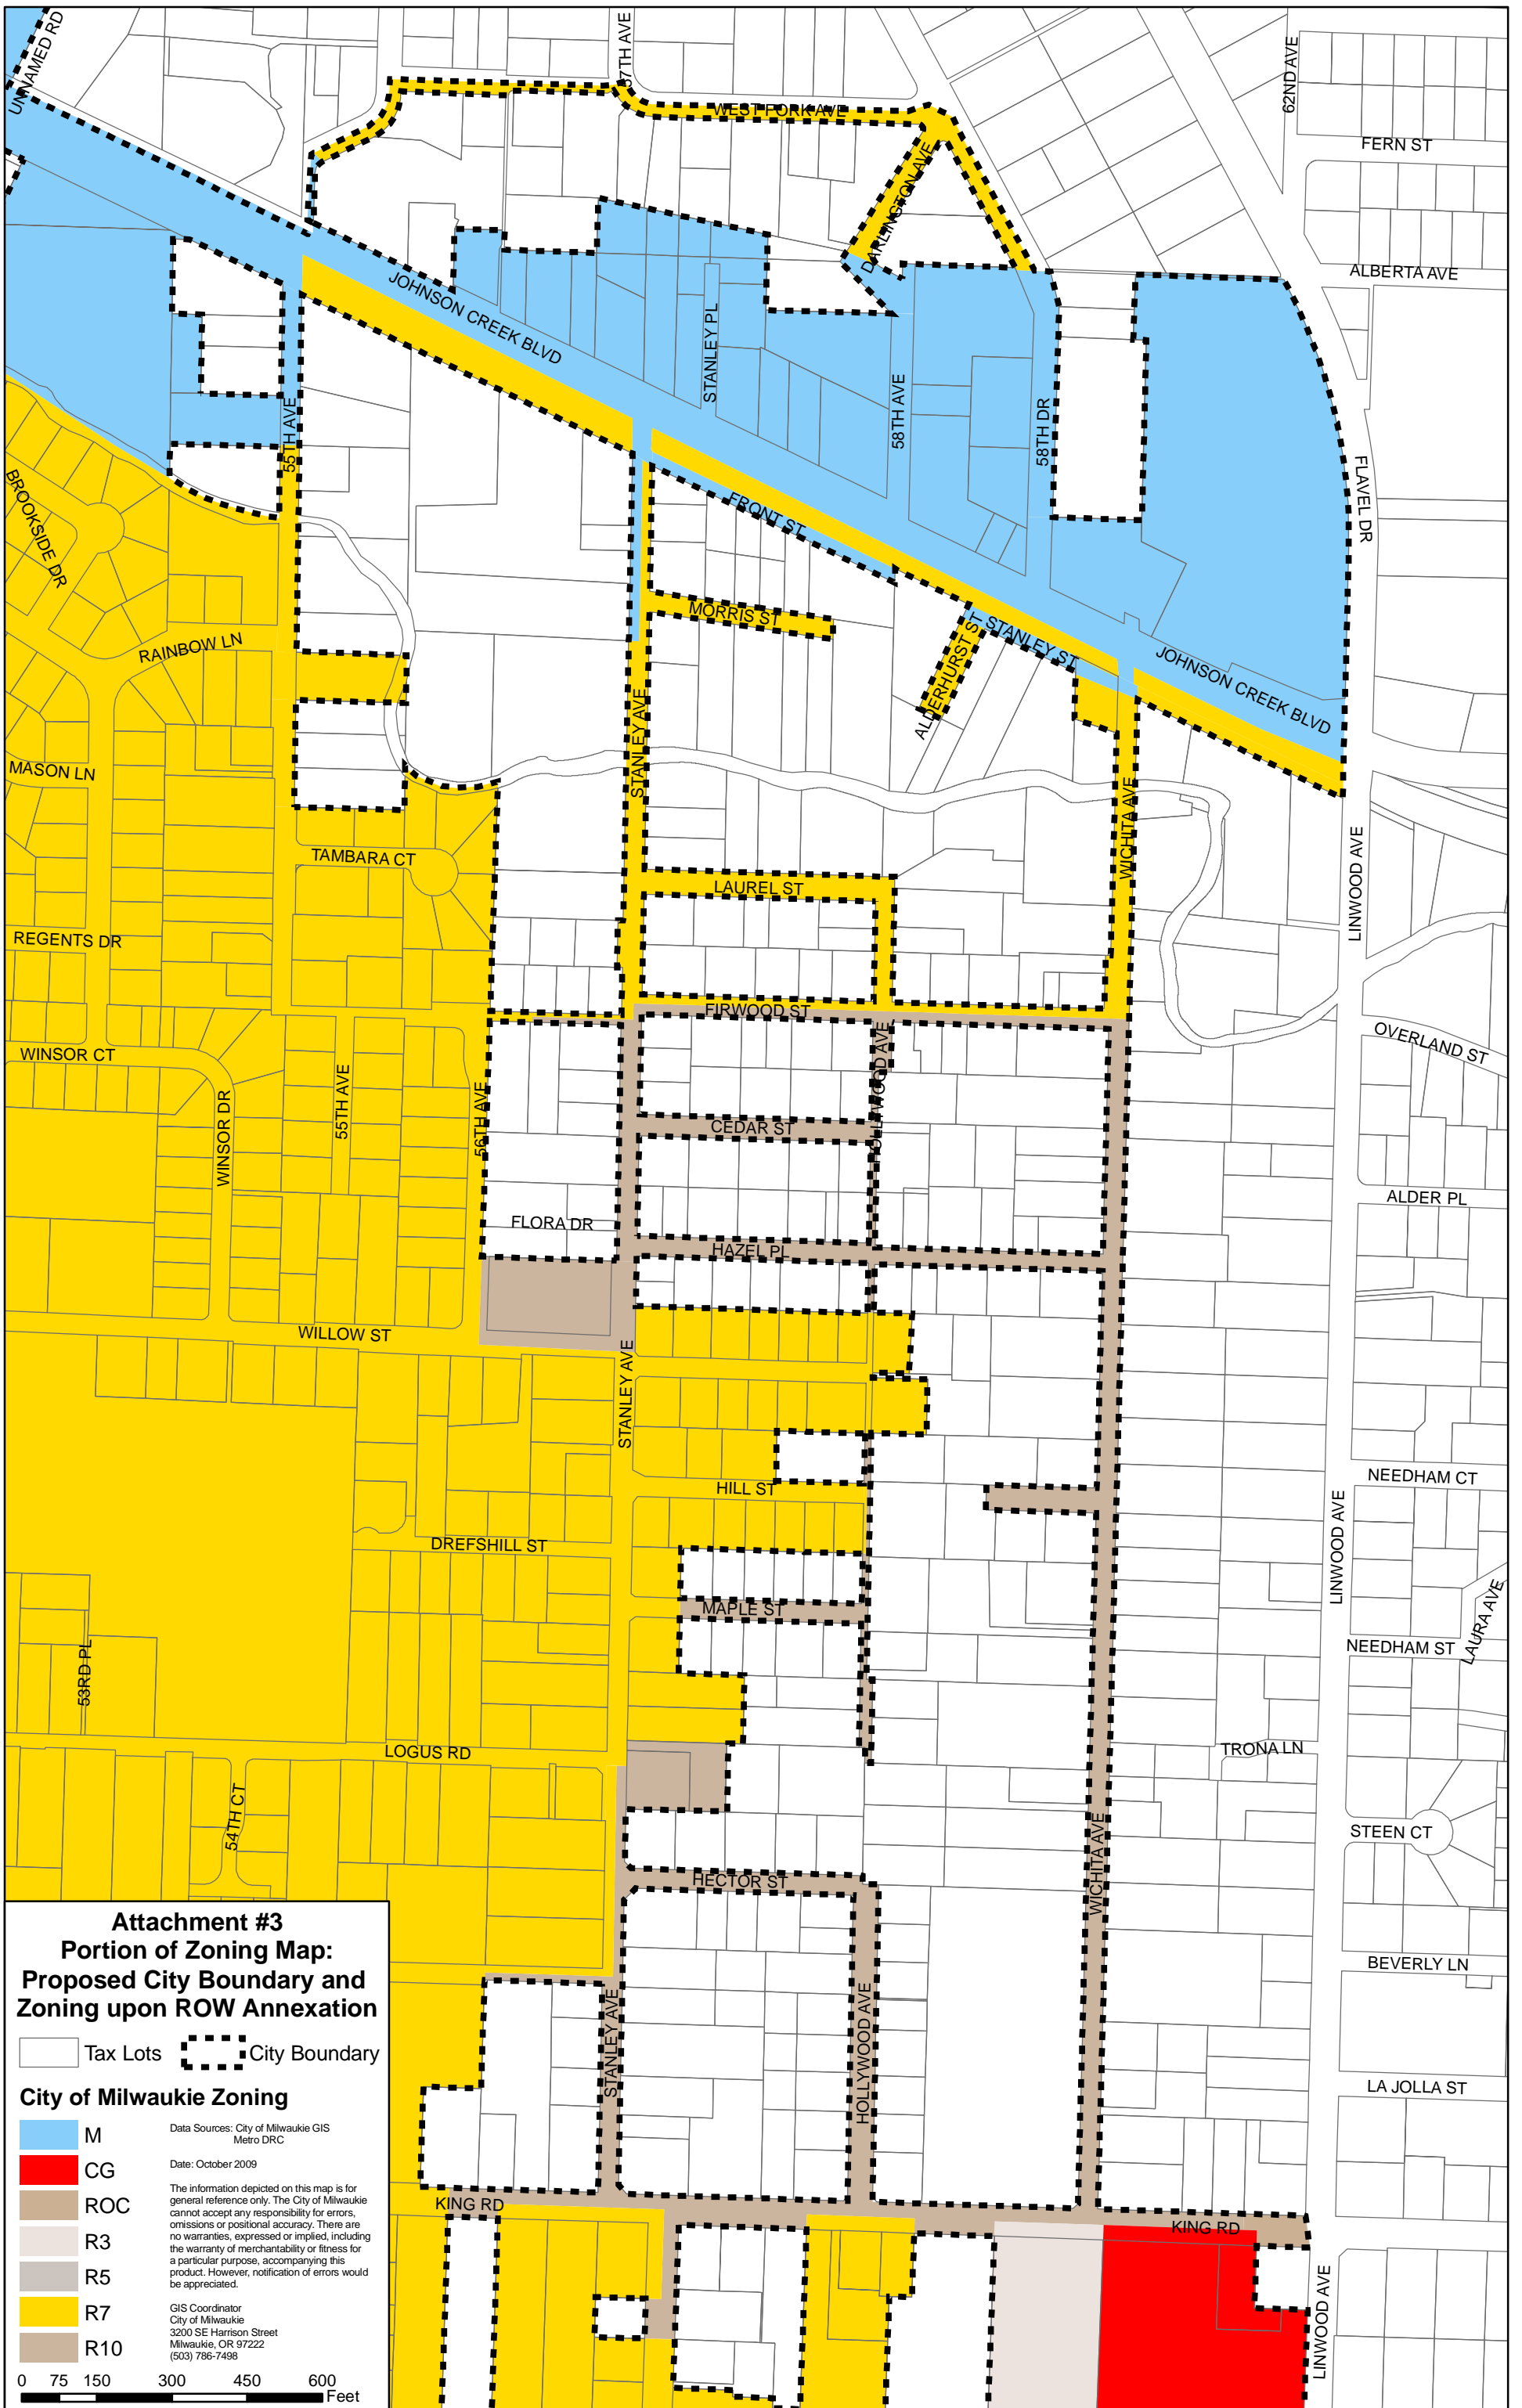 UNNAMED RD
57TH AVE
62ND AVE
WEST FORK AVE
FERN ST
DARLINGTON AVE
ALBERTA AVE
JOHNSON CREEK BLVD
STANLEY PL
58TH AVE
58TH DR
55TH AVE
FLAVEL DR
BROOKSIDE DR
FRONT ST
MORRIS ST
STANLEY ST
ALDERHURST ST
RAINBOW LN
JOHNSON CREEK BLVD
STANLEY AVE
MASON LN
WICHITA AVE
TAMBARA CT
LAUREL ST
LINWOOD AVE
REGENTS DR
FIRWOOD ST
OVERLAND ST
WINSOR CT
HOLLYWOOD AVE
WINSOR DR
55TH AVE
56TH AVE
CEDAR ST
ALDER PL
FLORA DR
HAZEL PL
WILLOW ST
STANLEY AVE
NEEDHAM CT
HILL ST
LINWOOD AVE
DREFSHILL ST
MAPLE ST
LAURA AVE
NEEDHAM ST
53RD PL
LOGUS RD
TRONA LN
54TH CT
STEEN CT
WICHITA AVE
HECTOR ST
BEVERLY LN
STANLEY AVE
HOLLYWOOD AVE
LA JOLLA ST
KING RD
KING RD
LINWOOD AVE
Attachment #3
Portion of Zoning Map:
Proposed City Boundary and
Zoning upon ROW Annexation
Tax Lots City Boundary
City of Milwaukie Zoning
M
CG
ROC
R3
R5
R7
R10
Data Sources: City of Milwaukie GIS
Metro DRC
Date: October 2009
The information depicted on this map is for
general reference only. The City of Milwaukie
cannot accept any responsibility for errors,
omissions or positional accuracy. There are
no warranties, expressed or implied, including
the warranty of merchantability or fitness for
a particular purpose, accompanying this
product. However, notification of errors would
be appreciated.
GIS Coordinator
City of Milwaukie
3200 SE Harrison Street
Milwaukie, OR 97222
(503) 786-7498
0 75 150 300 450 600
Feet